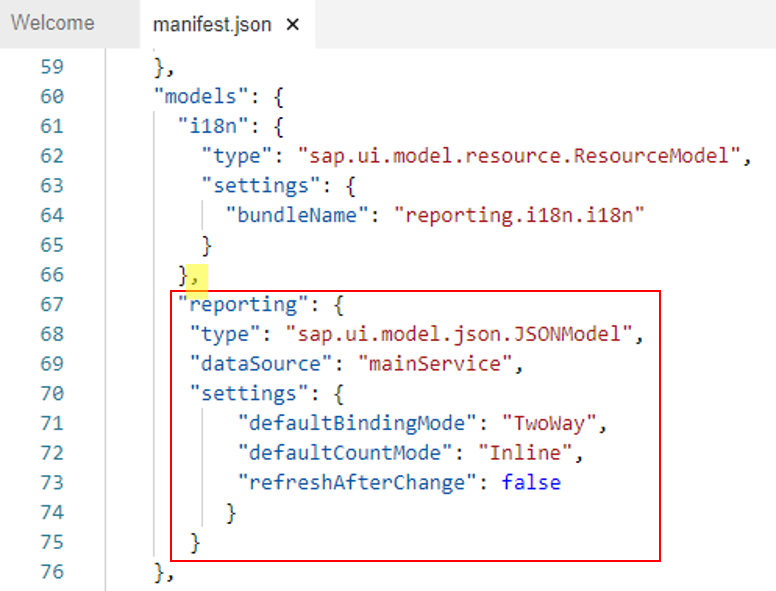 Welcome manifest.json ×
59 },
60 "models": {
61 "i18n": {
62 "type": "sap.ui.model.resource.ResourceModel",
63 "settings": {
64 "bundleName": "reporting.i18n.i18n"
65 }
66 },
67 "reporting": {
68 "type": "sap.ui.model.json.JSONModel",
69 "dataSource": "mainService",
70 "settings": {
71 "defaultBindingMode": "TwoWay",
72 "defaultCountMode": "Inline",
73 "refreshAfterChange": false
74 }
75 }
76 },